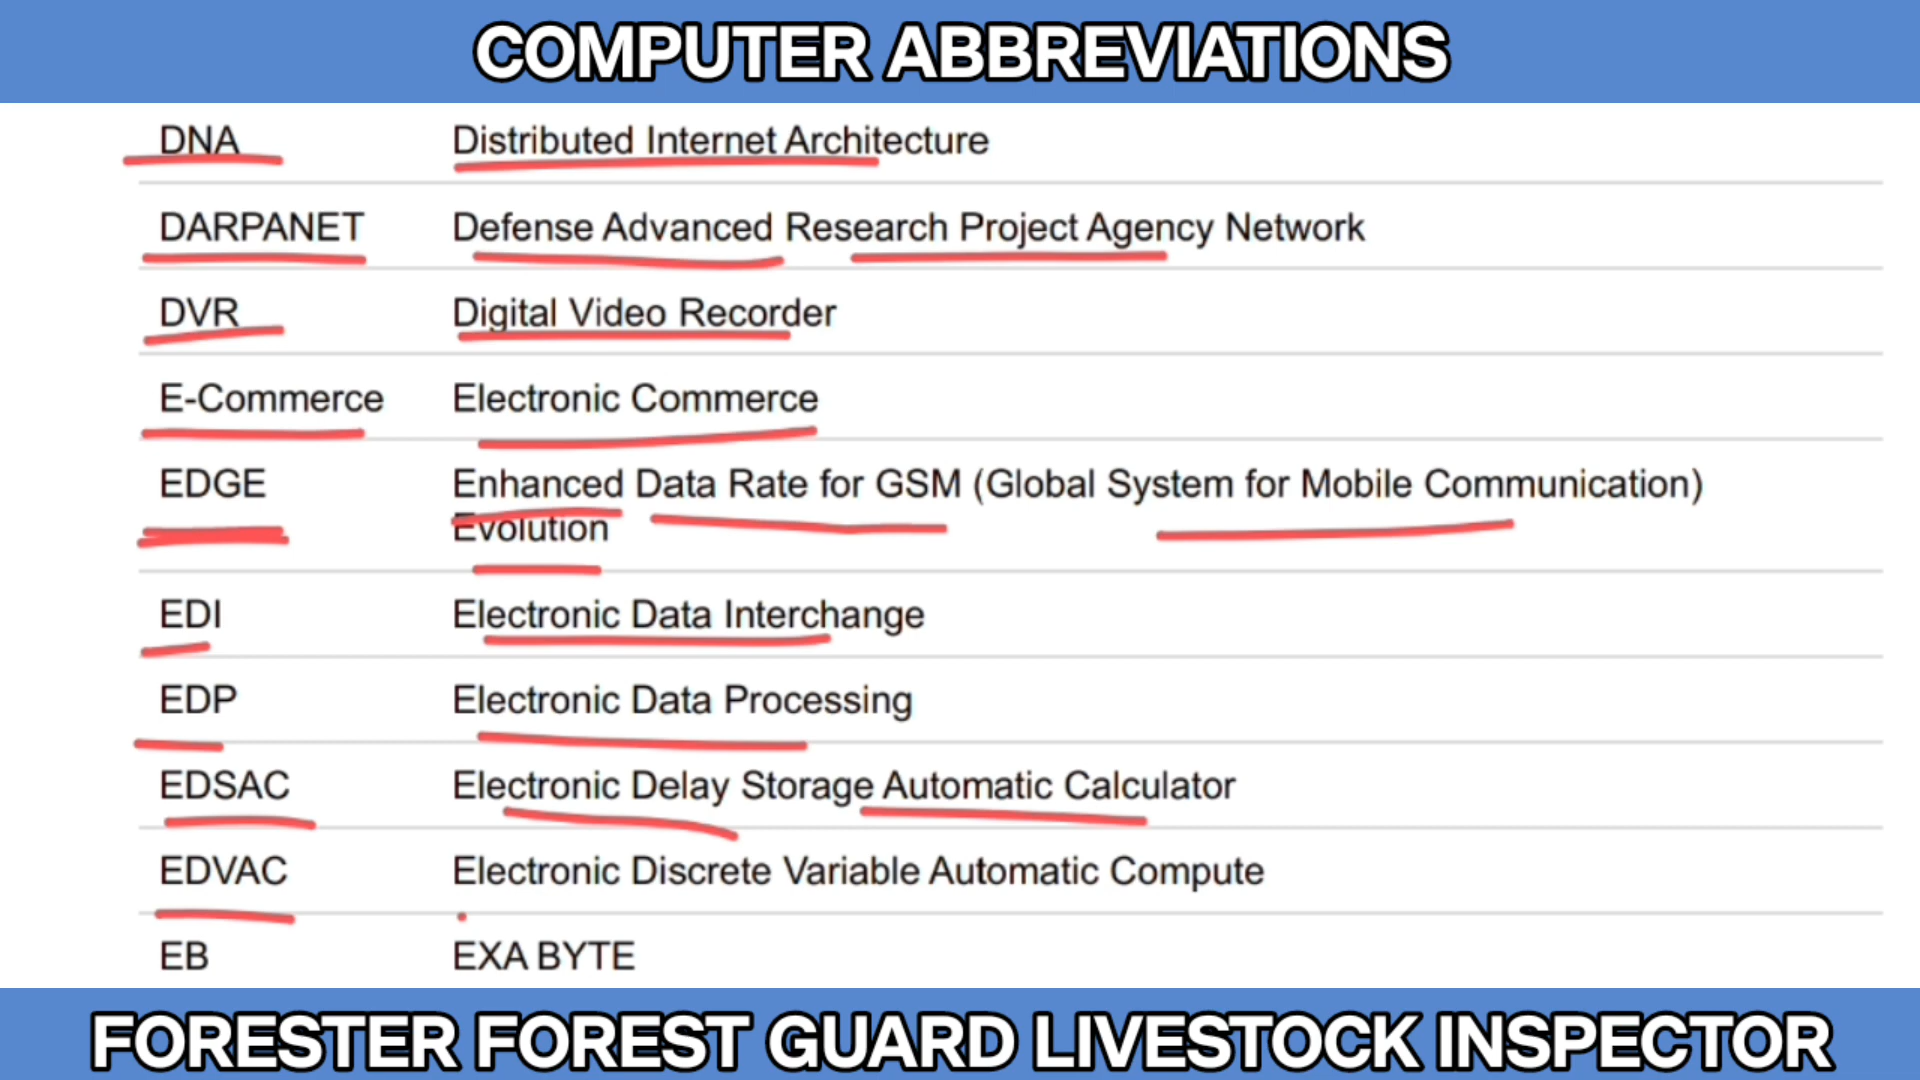 COMPUTER ABBREVIATIONS
DNA Distributed Internet Architecture
DARPANET Defense Advanced Research Project Agency Network
DVR Digital Video Recorder
E-Commerce Electronic Commerce
EDGE Enhanced Data Rate for GSM (Global System for Mobile Communication)
Evolution
EDI Electronic Data Interchange
EDP Electronic Data Processing
EDSAC Electronic Delay Storage Automatic Calculator
EDVAC Electronic Discrete Variable Automatic Compute
EB EXA BYTE
FORESTER FOREST GUARD LIVESTOCK INSPECTOR